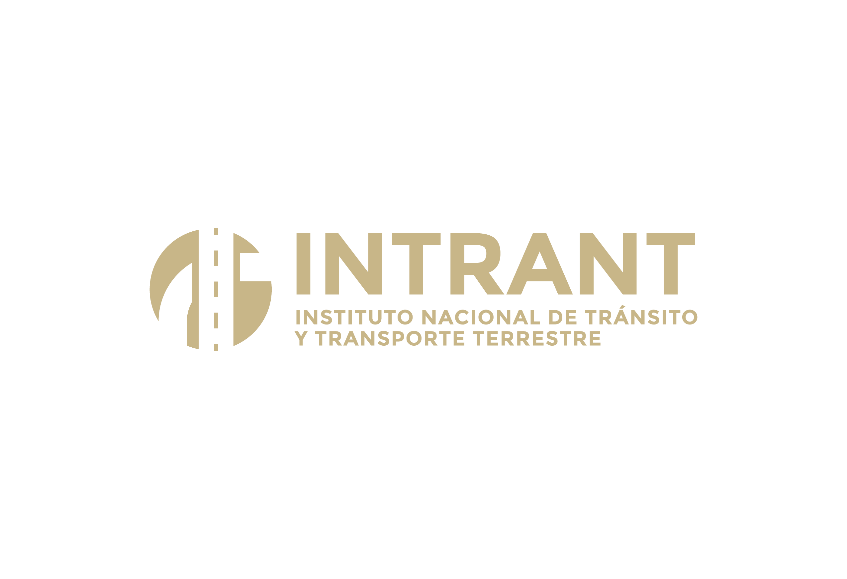 INTRANT
INSTITUTO NACIONAL DE TRÁNSITO
Y TRANSPORTE TERRESTRE